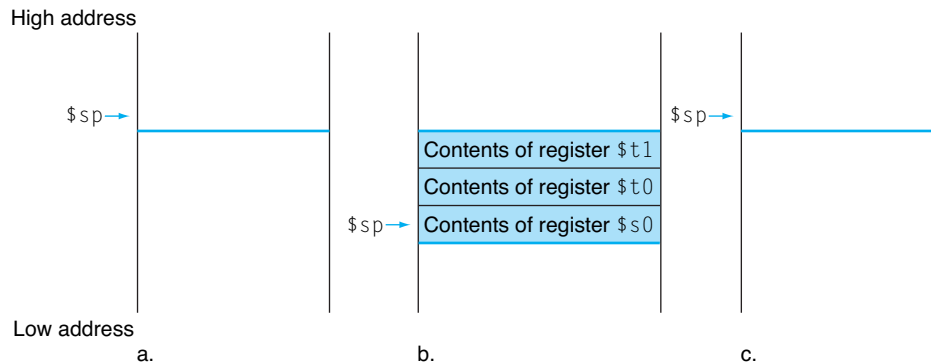 High address
$sp
$sp
Contents of register $t1
Contents of register $t0
$sp
Contents of register $s0
Low address
a.
b.
c.